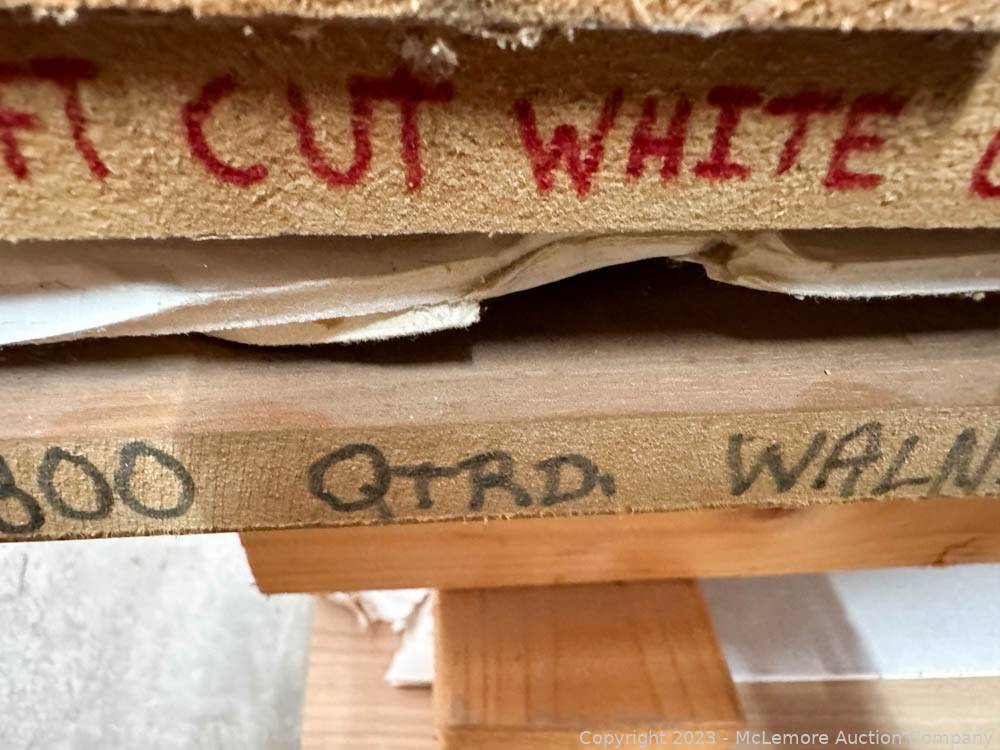 FT CUT WHITE
800 QTRD. WALN
Copyright 2023 - McLemore Auction Company